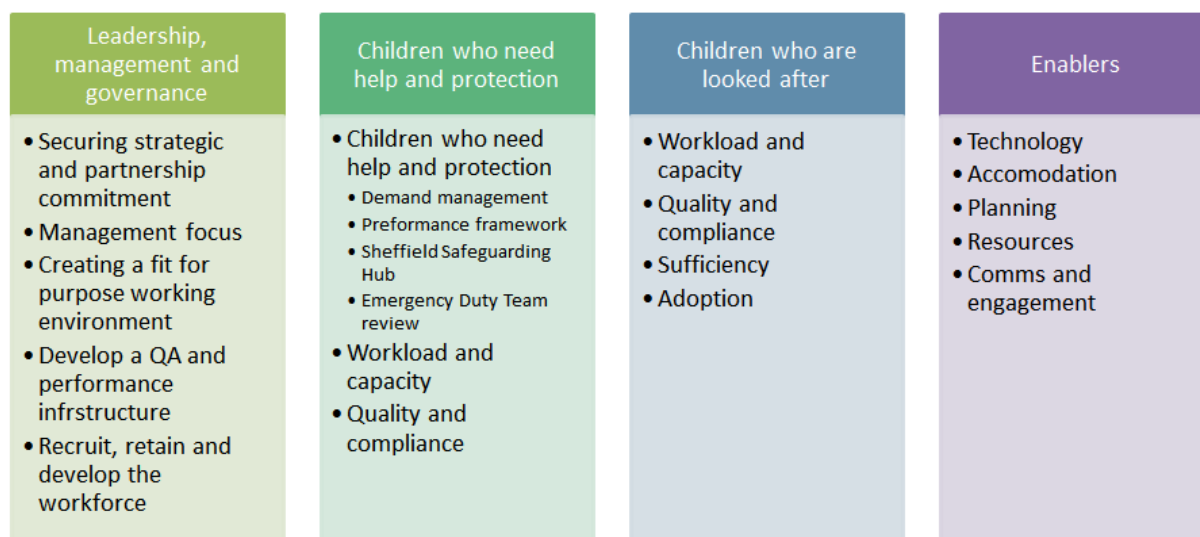 Leadership,
management and
governance
• Securing strategic
and partnership
commitment
• Management focus
• Creating a fit for
purpose working
environment
• Develop a QA and
performance
infrstructure
• Recruit, retain and
develop the
workforce
Children who need
help and protection
• Children who need
help and protection
• Demand management
• Preformance framework
• Sheffield Safeguarding
Hub
• Emergency Duty Team
review
• Workload and
capacity
• Quality and
compliance
Children who are
looked after
• Workload and
capacity
• Quality and
compliance
• Sufficiency
• Adoption
Enablers
• Technology
• Accomodation
• Planning
• Resources
• Comms and
engagement